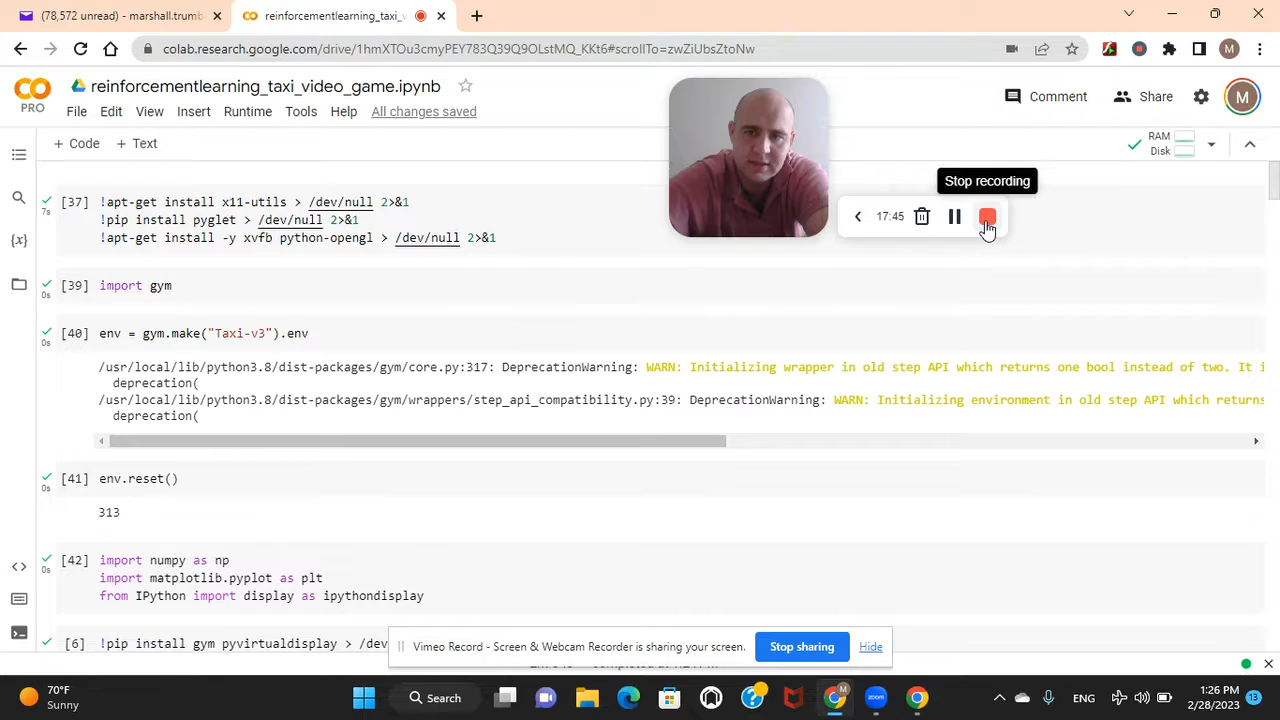 (78,572 unread) - marshall.trumb
reinforcementlearning_taxi_v
colab.research.google.com/drive/1hmXTOu3cmyPEY783Q39Q9OLstMQ_KKt6#scrollTo=zwZiUbsZtoNw
M
PRO
reinforcementlearning_taxi_video_game.ipynb
Comment
Share
M
File Edit View Insert Runtime Tools Help All changes saved
+ Code + Text
RAM
Disk
Stop recording
17:45
[37] !apt-get install x11-utils > /dev/null 2>&1
7s
!pip install pyglet > /dev/null 2>&1
!apt-get install -y xvfb python-opengl > /dev/null 2>&1
{x}
[39] import gym
0s
[40] env = gym.make("Taxi-v3").env
0s
/usr/local/lib/python3.8/dist-packages/gym/core.py:317: DeprecationWarning: WARN: Initializing wrapper in old step API which returns one bool instead of two. It i
deprecation(
/usr/local/lib/python3.8/dist-packages/gym/wrappers/step_api_compatibility.py:39: DeprecationWarning: WARN: Initializing environment in old step API which returns
deprecation(
[41] env.reset()
0s
313
[42] import numpy as np
0s
import matplotlib.pyplot as plt
from IPython import display as ipythondisplay
[6] !pip install gym pyvirtualdisplay > /dev
Vimeo Record - Screen & Webcam Recorder is sharing your screen.
Stop sharing
Hide
70°F
Sunny
Search
M
zoom
ENG
1:26 PM
2/28/2023
13